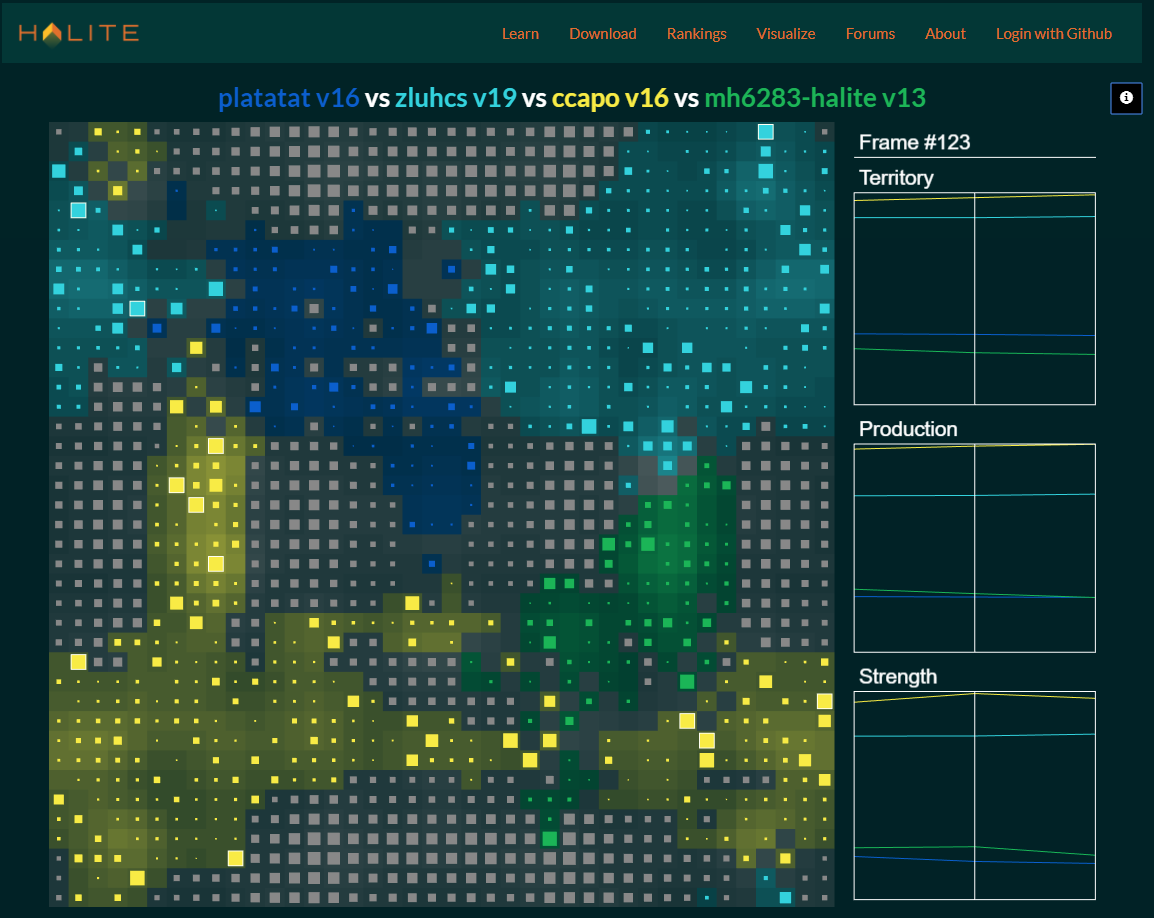 HALITE
Learn Download Rankings Visualize Forums About Login with Github
platatat v16 vs zluhcs v19 vs ccapo v16 vs mh6283-halite v13
Frame #123
Territory
Production
Strength